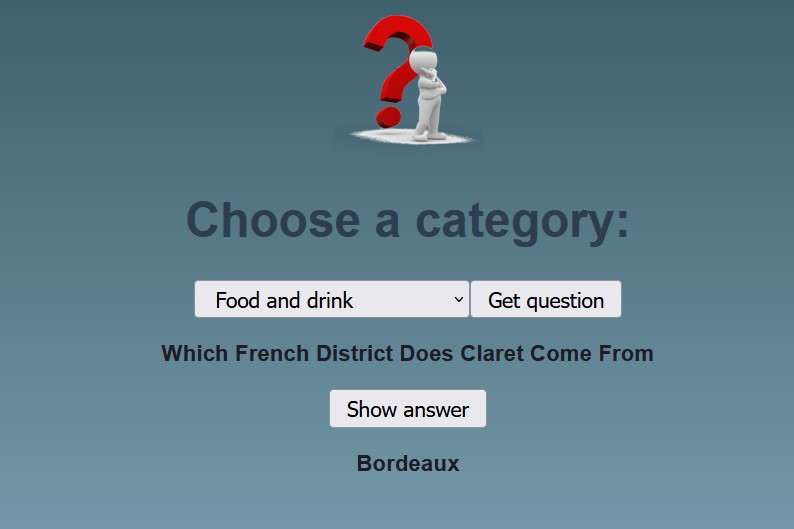 Choose a category:
Food and drink Get question
Which French District Does Claret Come From
Show answer
Bordeaux